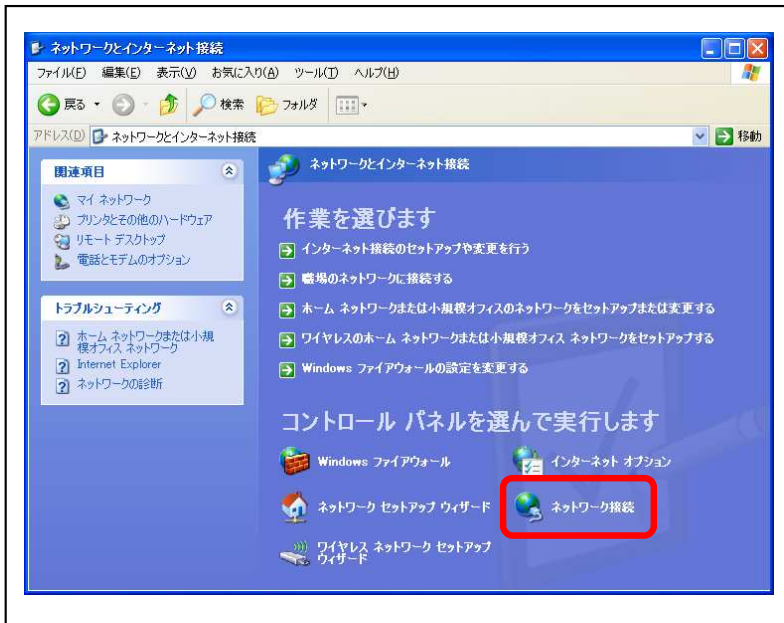 ネットワークとインターネット接続
ファイル(F) 編集(E) 表示(V) お気に入り(A) ツール(T) ヘルプ(H)
戻る 検索 フォルダ
アドレス(D) ネットワークとインターネット接続 移動
関連項目
マイ ネットワーク
プリンタとその他のハードウェア
リモート デスクトップ
電話とモデムのオプション
トラブルシューティング
ホーム ネットワークまたは小規
模オフィス ネットワーク
Internet Explorer
ネットワークの診断
ネットワークとインターネット接続
作業を選びます
インターネット接続のセットアップや変更を行う
職場のネットワークに接続する
ホーム ネットワークまたは小規模オフィスのネットワークをセットアップまたは変更する
ワイヤレスのホーム ネットワークまたは小規模オフィス ネットワークをセットアップする
Windows ファイアウォールの設定を変更する
コントロール パネルを選んで実行します
Windows ファイアウォール
インターネット オプション
ネットワーク セットアップ ウィザード
ネットワーク接続
ワイヤレス ネットワーク セットアップ
ウィザード